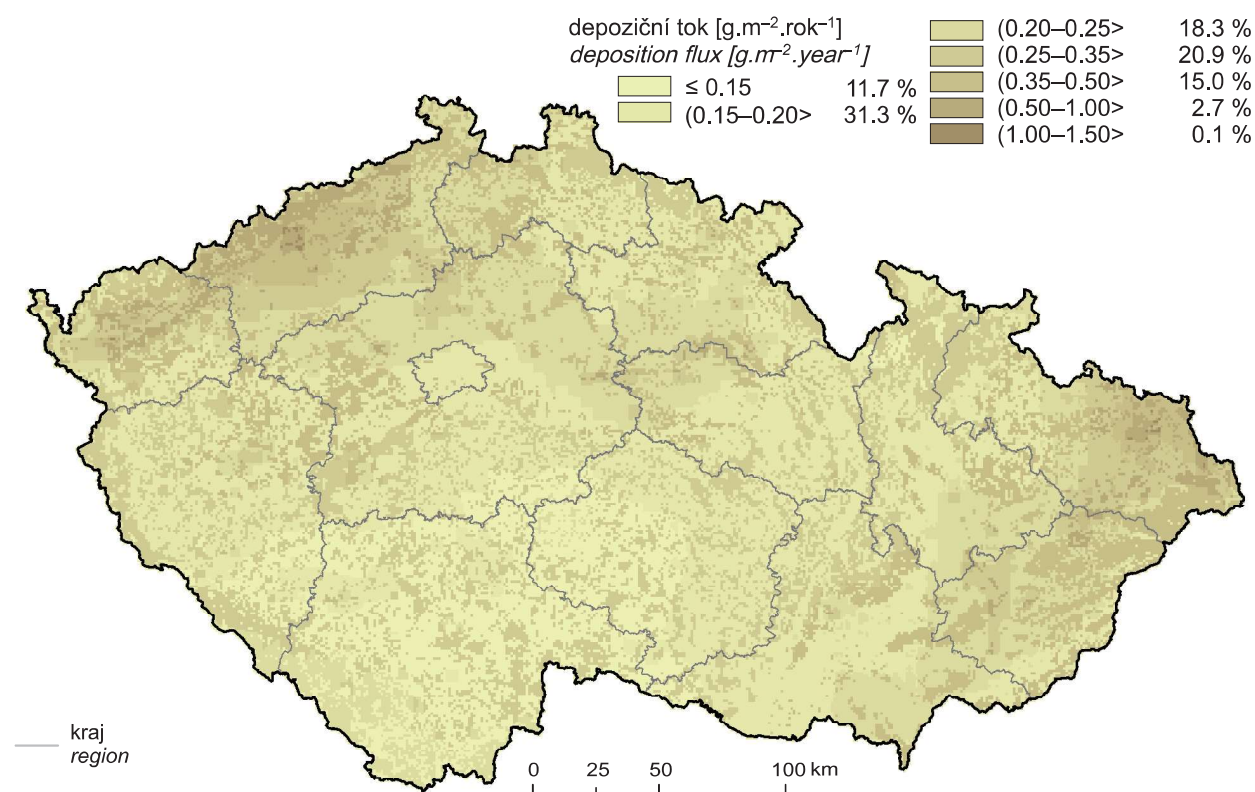 depoziční tok [g.m⁻².rok⁻¹]
deposition flux [g.m⁻².year⁻¹]
≤ 0.15 11.7 %
(0.15–0.20> 31.3 %
(0.20–0.25> 18.3 %
(0.25–0.35> 20.9 %
(0.35–0.50> 15.0 %
(0.50–1.00> 2.7 %
(1.00–1.50> 0.1 %
kraj
region
0 25 50 100 km